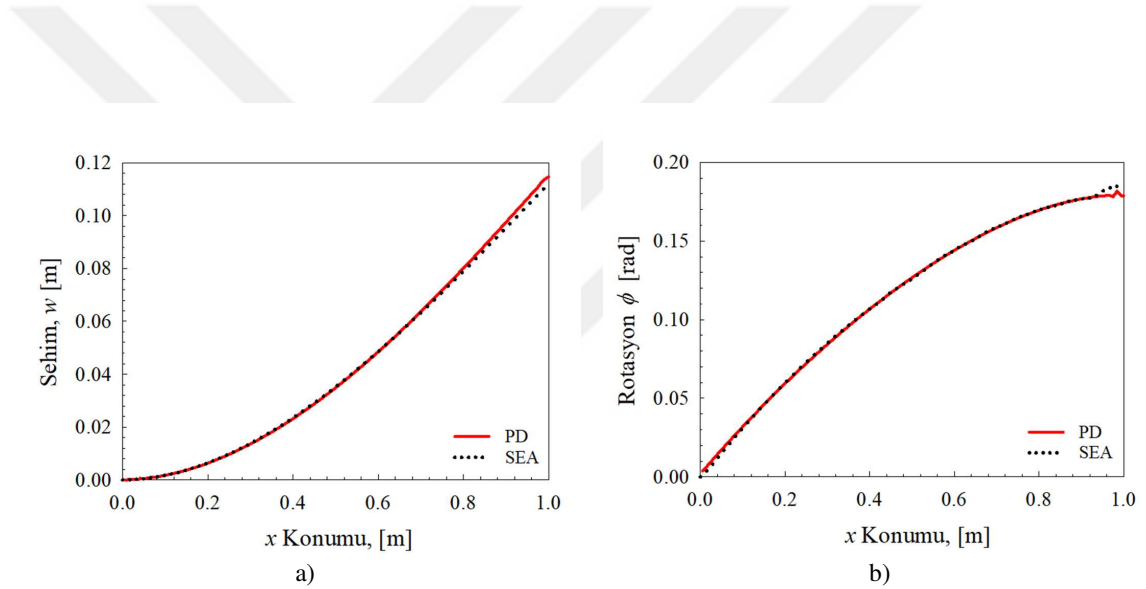 0.12
0.10
0.08
0.06
0.04
0.02
0.00
Sehim, w [m]
PD
SEA
0.0 0.2 0.4 0.6 0.8 1.0
x Konumu, [m]
a)
0.20
0.15
0.10
0.05
0.00
Rotasyon ϕ [rad]
PD
SEA
0.0 0.2 0.4 0.6 0.8 1.0
x Konumu, [m]
b)